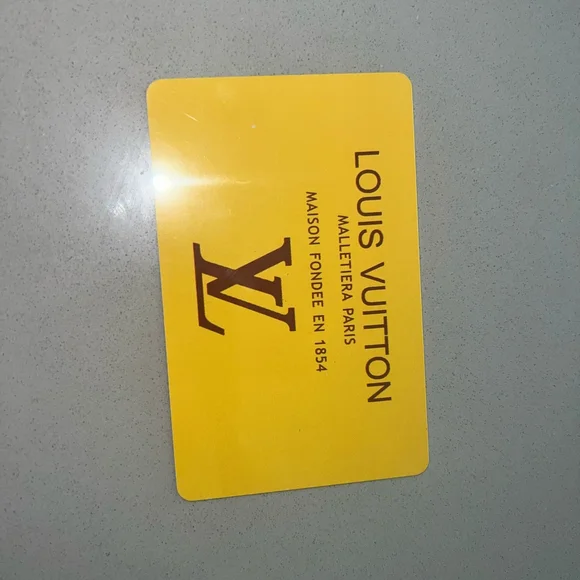 LOUIS VUITTON
MALLETIERA PARIS
MAISON FONDEE EN 1854
LV